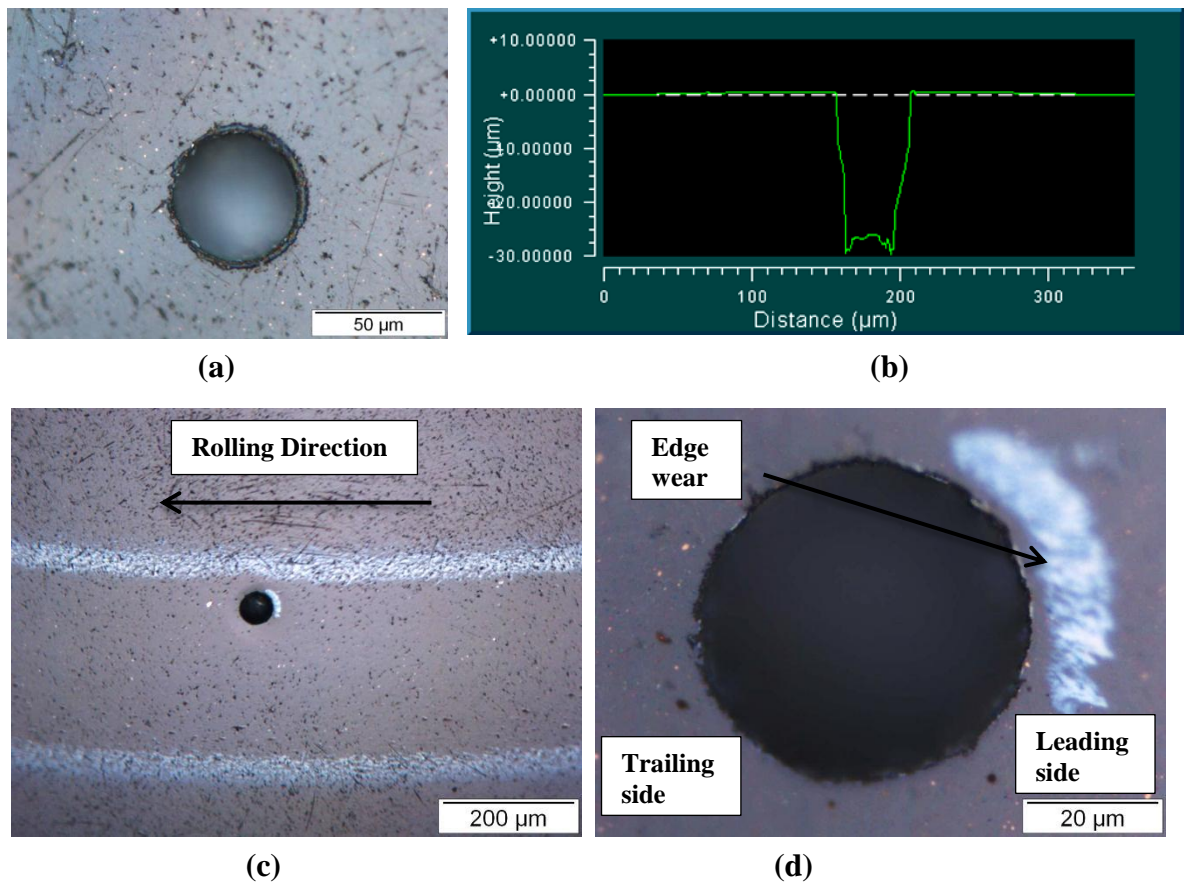 50 µm
+10.00000
+0.00000
-10.00000
-20.00000
-30.00000
Height (µm)
0
100
200
300
Distance (µm)
(a)
(b)
Rolling Direction
200 µm
Edge
wear
Trailing
side
Leading
side
20 µm
(c)
(d)